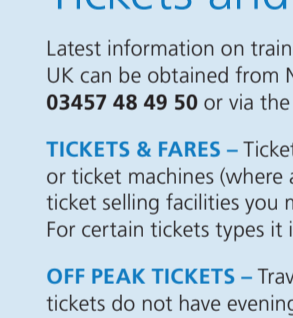 Tickets and
Latest information on train
UK can be obtained from N
03457 48 49 50 or via the
TICKETS & FARES – Ticket
or ticket machines (where a
ticket selling facilities you
For certain tickets types it i
OFF PEAK TICKETS – Trav
tickets do not have evening